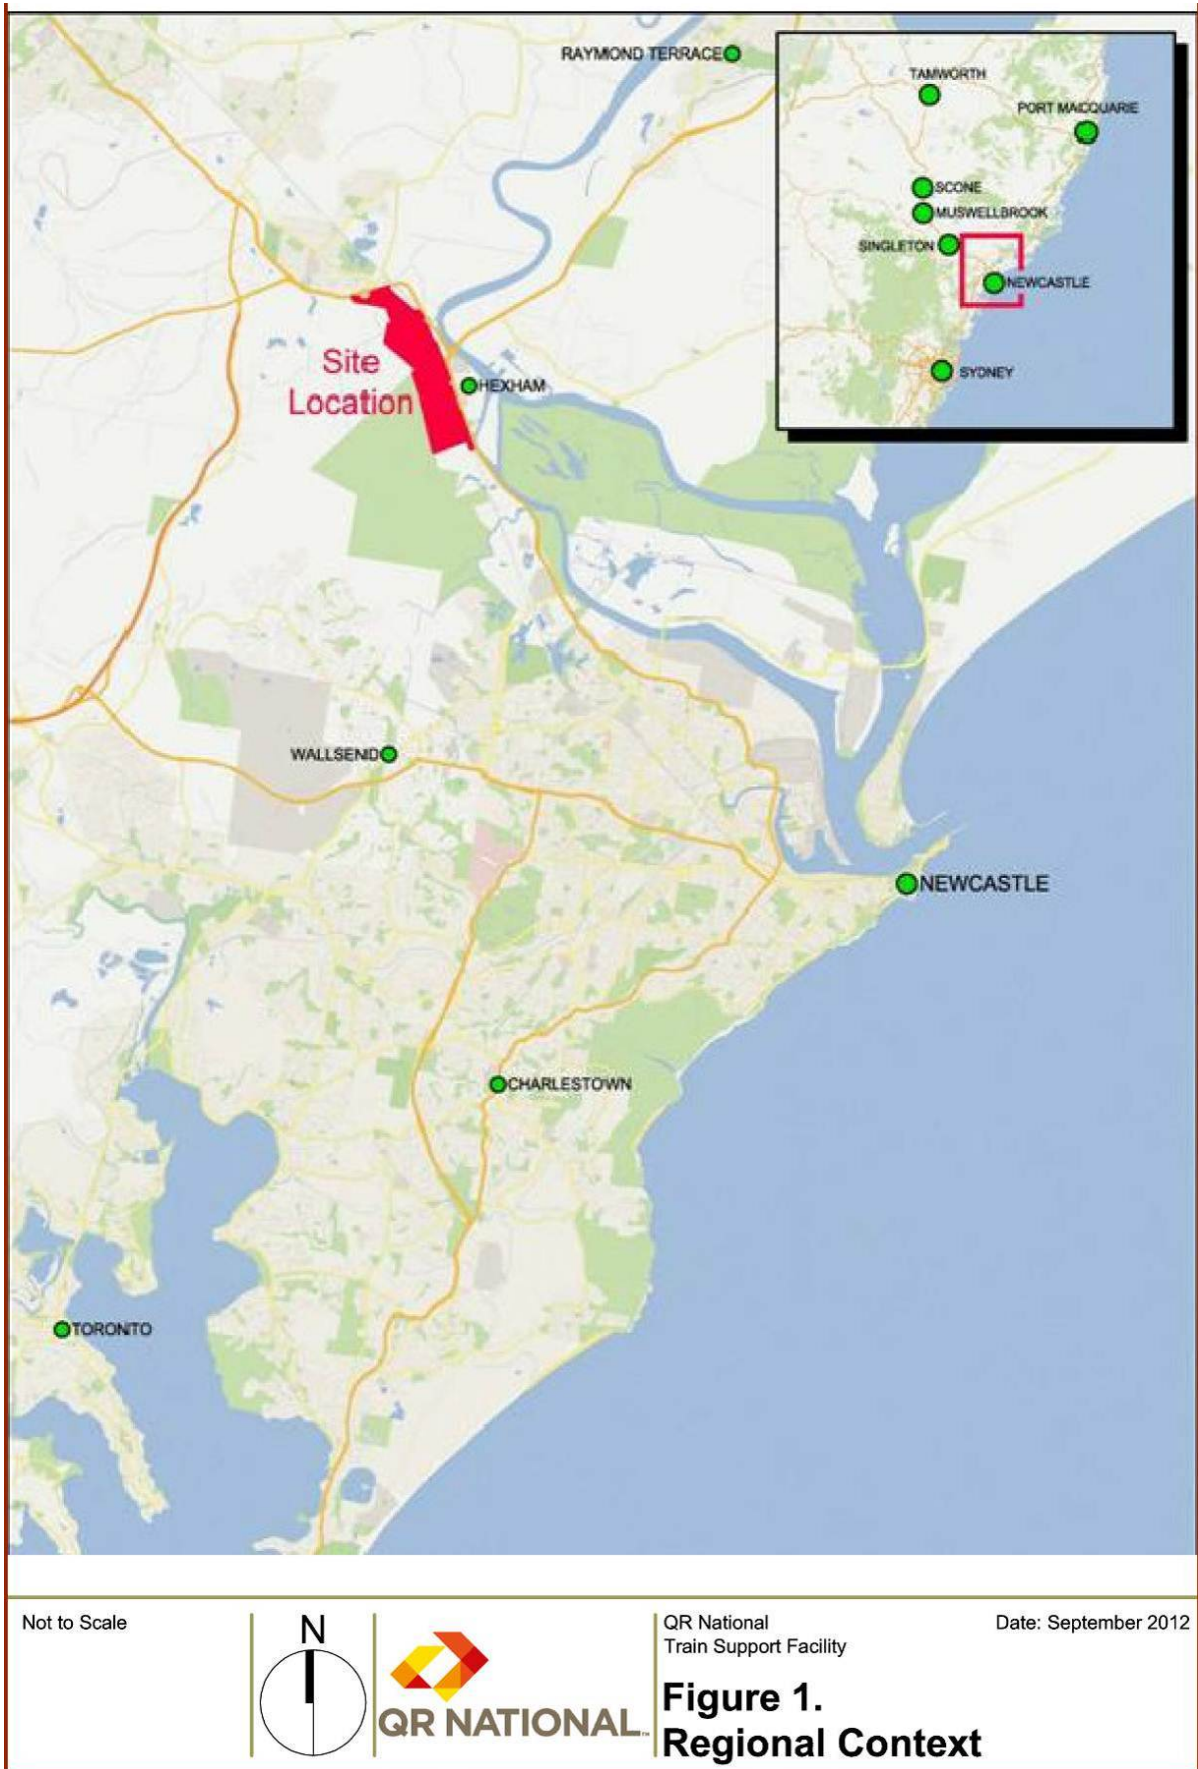 RAYMOND TERRACE
TAMWORTH
PORT MACQUARIE
SCONE
MUSWELLBROOK
SINGLETON
NEWCASTLE
SYDNEY
Site
Location
HEXHAM
WALLSEND
NEWCASTLE
CHARLESTOWN
TORONTO
Not to Scale
N
QR NATIONAL
QR National
Train Support Facility
Date: September 2012
Figure 1.
Regional Context